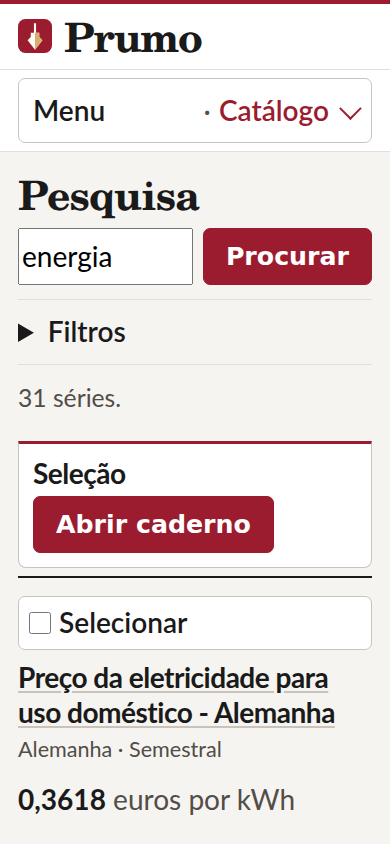 Prumo
Menu · Catálogo
Pesquisa
energia Procurar
Filtros
31 séries.
Seleção
Abrir caderno
Selecionar
Preço da eletricidade para
uso doméstico - Alemanha
Alemanha · Semestral
0,3618 euros por kWh